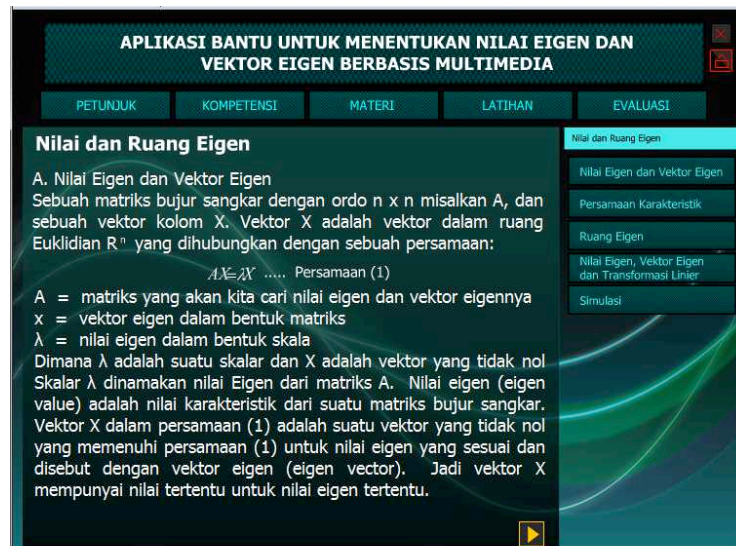 APLIKASI BANTU UNTUK MENENTUKAN NILAI EIGEN DAN
VEKTOR EIGEN BERBASIS MULTIMEDIA
PETUNJUK
KOMPETENSI
MATERI
LATIHAN
EVALUASI
Nilai dan Ruang Eigen
A. Nilai Eigen dan Vektor Eigen
Sebuah matriks bujur sangkar dengan ordo n x n misalkan A, dan
sebuah vektor kolom X. Vektor X adalah vektor dalam ruang
Euklidian Rⁿ yang dihubungkan dengan sebuah persamaan:
AX=λX ..... Persamaan (1)
A = matriks yang akan kita cari nilai eigen dan vektor eigennya
x = vektor eigen dalam bentuk matriks
λ = nilai eigen dalam bentuk skala
Dimana λ adalah suatu skalar dan X adalah vektor yang tidak nol
Skalar λ dinamakan nilai Eigen dari matriks A. Nilai eigen (eigen
value) adalah nilai karakteristik dari suatu matriks bujur sangkar.
Vektor X dalam persamaan (1) adalah suatu vektor yang tidak nol
yang memenuhi persamaan (1) untuk nilai eigen yang sesuai dan
disebut dengan vektor eigen (eigen vector). Jadi vektor X
mempunyai nilai tertentu untuk nilai eigen tertentu.
Nilai dan Ruang Eigen
Nilai Eigen dan Vektor Eigen
Persamaan Karakteristik
Ruang Eigen
Nilai Eigen, Vektor Eigen
dan Transformasi Linier
Simulasi